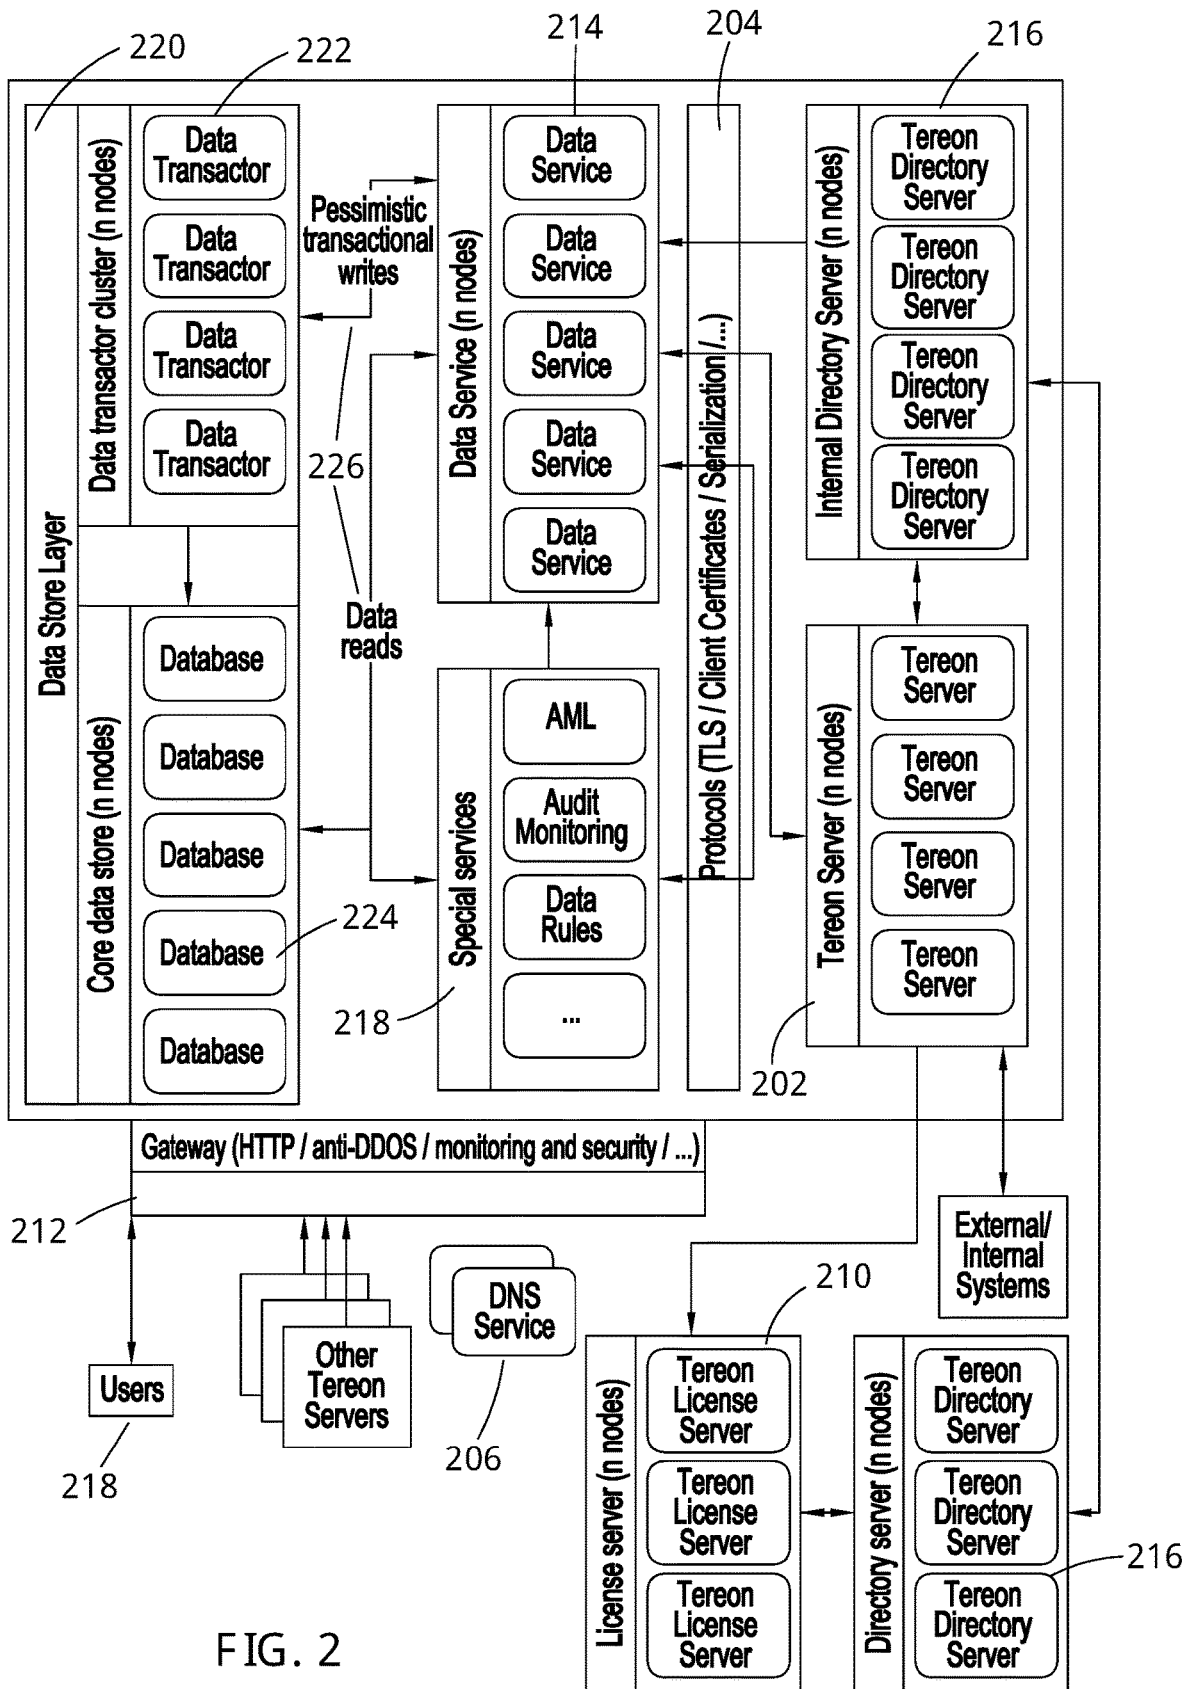 220
222
214
204
216
Data Store Layer
Data transactor cluster (n nodes)
Data
Transactor
Data
Transactor
Data
Transactor
Data
Transactor
Core data store (n nodes)
Database
Database
Database
Database
Database
224
Pessimistic
transactional
writes
226
Data
reads
Data Service (n nodes)
Data
Service
Data
Service
Data
Service
Data
Service
Data
Service
Special services
AML
Audit
Monitoring
Data
Rules
...
218
Protocols (TLS / Client Certificates / Serialization /...)
Internal Directory Server (n nodes)
Tereon
Directory
Server
Tereon
Directory
Server
Tereon
Directory
Server
Tereon
Directory
Server
Tereon Server (n nodes)
Tereon
Server
Tereon
Server
Tereon
Server
Tereon
Server
202
Gateway (HTTP / anti-DDOS / monitoring and security / ...)
212
Users
218
Other
Tereon
Servers
DNS
Service
206
External/
Internal
Systems
210
License server (n nodes)
Tereon
License
Server
Tereon
License
Server
Tereon
License
Server
Directory server (n nodes)
Tereon
Directory
Server
Tereon
Directory
Server
Tereon
Directory
Server
216
FIG. 2